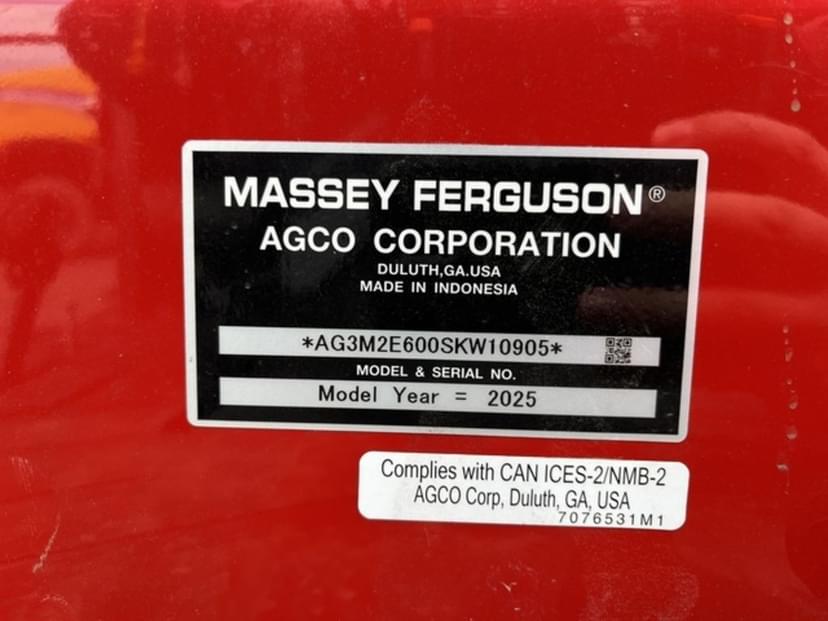 MASSEY FERGUSON®
AGCO CORPORATION
DULUTH,GA.USA
MADE IN INDONESIA
*AG3M2E600SKW10905*
MODEL & SERIAL NO.
Model Year = 2025
Complies with CAN ICES-2/NMB-2
AGCO Corp, Duluth, GA, USA
7076531M1